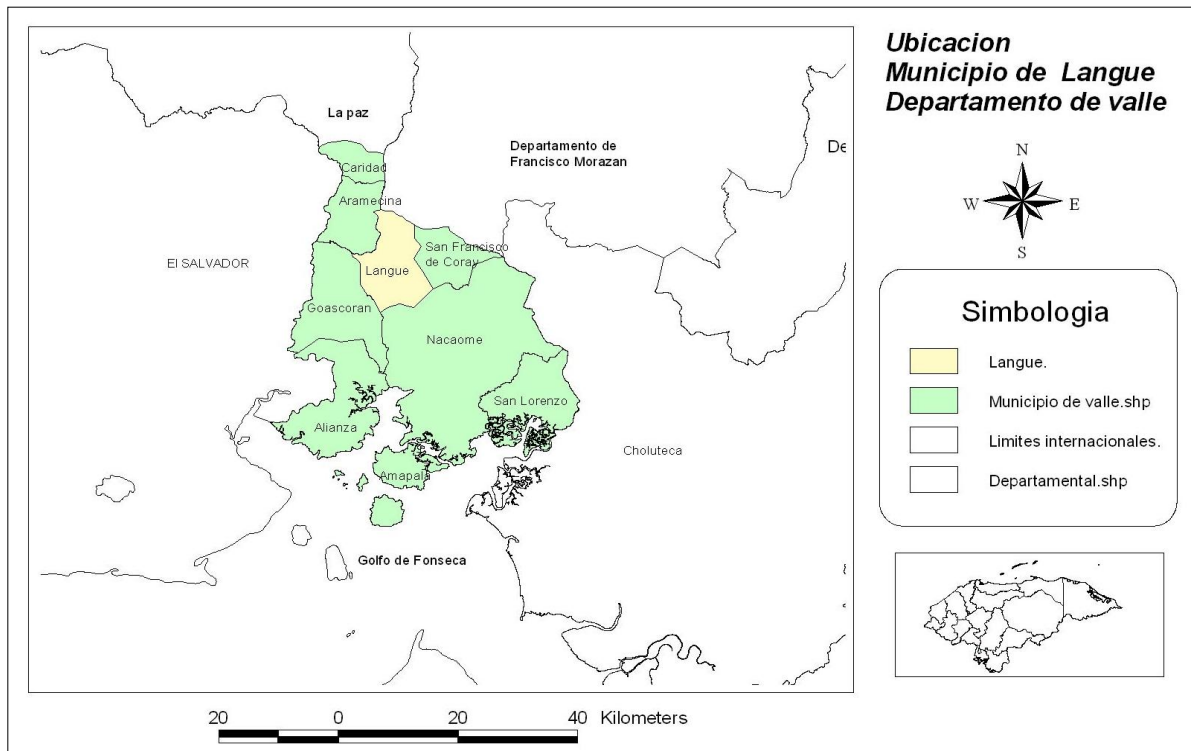 Ubicacion
Municipio de Langue
Departamento de valle
La paz
Departamento de
Francisco Morazan
De
Caridad
Aramecina
San Francisco
de Coray
El SALVADOR
Langue
Goascoran
Nacaome
San Lorenzo
Alianza
Choluteca
Amapala
Golfo de Fonseca
N
W
E
S
Simbologia
Langue.
Municipio de valle.shp
Limites internacionales.
Departamental.shp
20 0 20 40 Kilometers